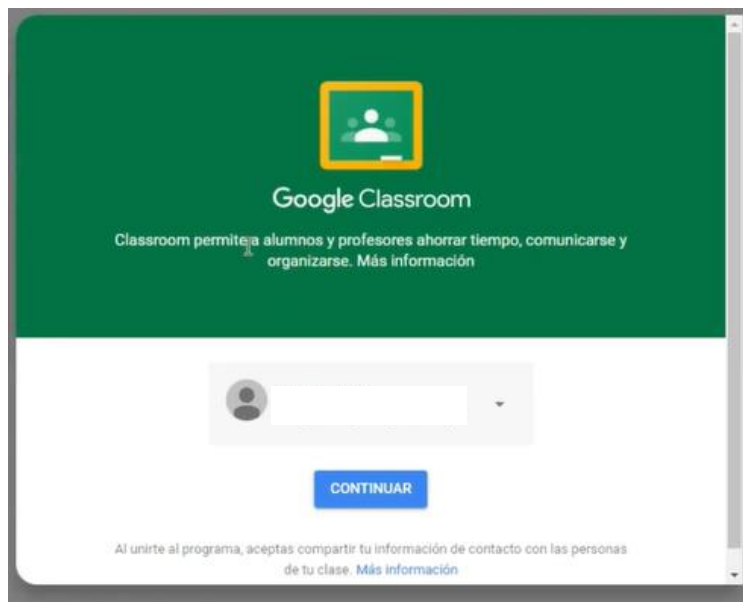 Google Classroom
Classroom permite a alumnos y profesores ahorrar tiempo, comunicarse y
organizarse. Más información
CONTINUAR
Al unirte al programa, aceptas compartir tu información de contacto con las personas
de tu clase. Más información